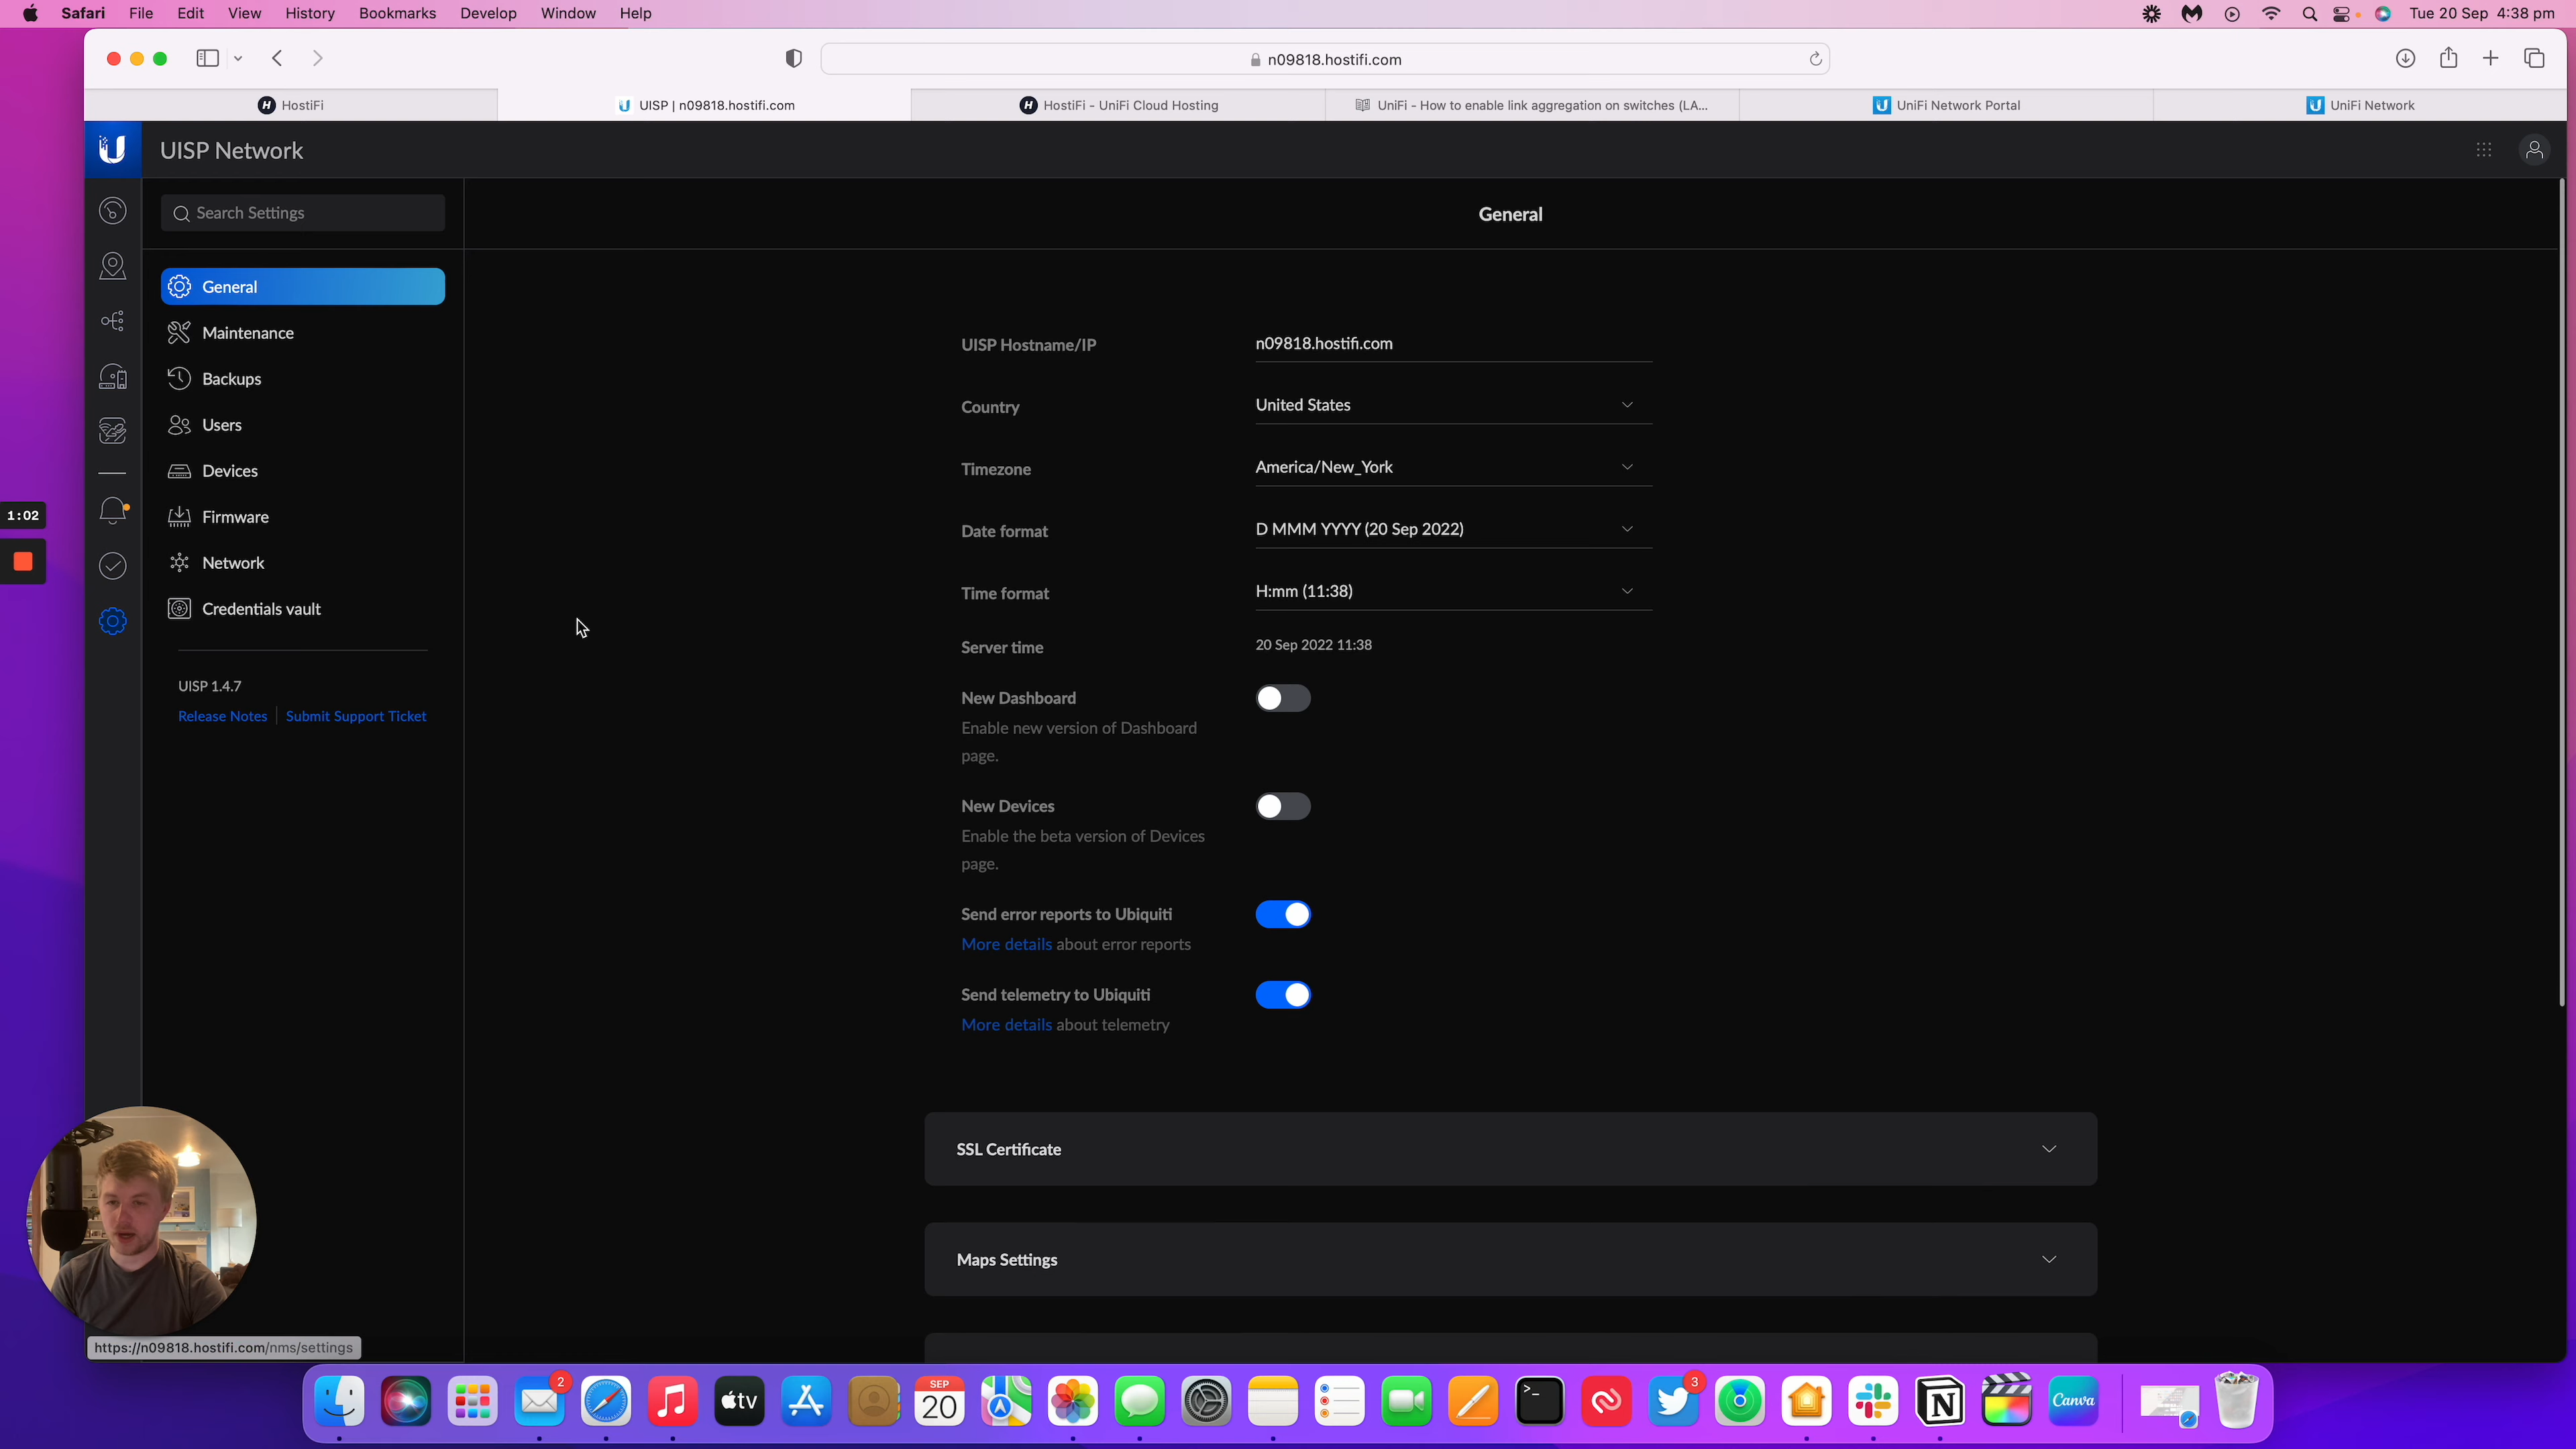 Safari File Edit View History Bookmarks Develop Window Help Tue 20 Sep 4:38 pm
n09818.hostifi.com
HostiFi
UISP | n09818.hostifi.com
HostiFi - UniFi Cloud Hosting
UniFi - How to enable link aggregation on switches (LA...
UniFi Network Portal
UniFi Network
UISP Network
Search Settings
General
General
Maintenance
Backups
Users
Devices
Firmware
Network
Credentials vault
UISP 1.4.7
Release Notes Submit Support Ticket
1:02
UISP Hostname/IP n09818.hostifi.com
Country United States
Timezone America/New_York
Date format D MMM YYYY (20 Sep 2022)
Time format H:mm (11:38)
Server time 20 Sep 2022 11:38
New Dashboard
Enable new version of Dashboard
page.
New Devices
Enable the beta version of Devices
page.
Send error reports to Ubiquiti
More details about error reports
Send telemetry to Ubiquiti
More details about telemetry
SSL Certificate
Maps Settings
https://n09818.hostifi.com/nms/settings
2
tv
SEP
20
3
Canva